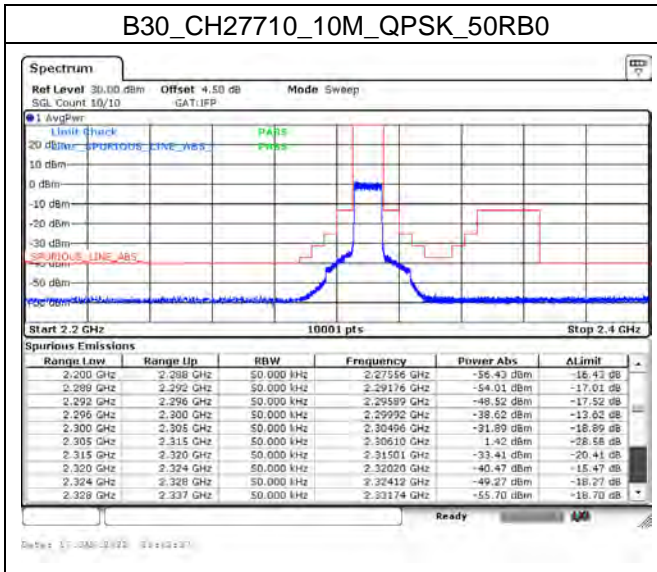 B30_CH27710_10M_QPSK_50RB0
Spectrum
Ref Level 30.00 dBm Offset 4.50 dB Mode Sweep
SGL Count 10/10 GAT:IFP
1 AvgPwr
Limit Check PASS
20 dBm
10 dBm
0 dBm
-10 dBm
-20 dBm
-30 dBm
SPURIOUS_LINE_ABS_
-50 dBm
Start 2.2 GHz 10001 pts Stop 2.4 GHz
Spurious Emissions
Range Low Range Up RBW Frequency Power Abs ΔLimit
2.200 GHz 2.288 GHz 50.000 kHz 2.27556 GHz -56.43 dBm -16.43 dB
2.288 GHz 2.292 GHz 50.000 kHz 2.29176 GHz -54.01 dBm -17.01 dB
2.292 GHz 2.296 GHz 50.000 kHz 2.29589 GHz -48.52 dBm -17.52 dB
2.296 GHz 2.300 GHz 50.000 kHz 2.29992 GHz -38.62 dBm -13.62 dB
2.300 GHz 2.305 GHz 50.000 kHz 2.30496 GHz -31.89 dBm -18.89 dB
2.305 GHz 2.315 GHz 50.000 kHz 2.30610 GHz 1.42 dBm -28.58 dB
2.315 GHz 2.320 GHz 50.000 kHz 2.31501 GHz -33.41 dBm -20.41 dB
2.320 GHz 2.324 GHz 50.000 kHz 2.32020 GHz -40.47 dBm -15.47 dB
2.324 GHz 2.328 GHz 50.000 kHz 2.32412 GHz -49.27 dBm -18.27 dB
2.328 GHz 2.337 GHz 50.000 kHz 2.33174 GHz -55.70 dBm -18.70 dB
Ready